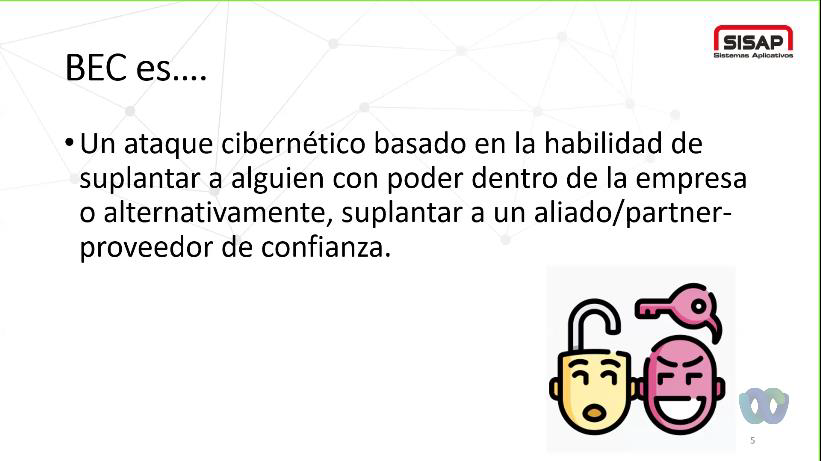 SISAP
Sistemas Aplicativos
BEC es....
• Un ataque cibernético basado en la habilidad de
suplantar a alguien con poder dentro de la empresa
o alternativamente, suplantar a un aliado/partner-
proveedor de confianza.
5